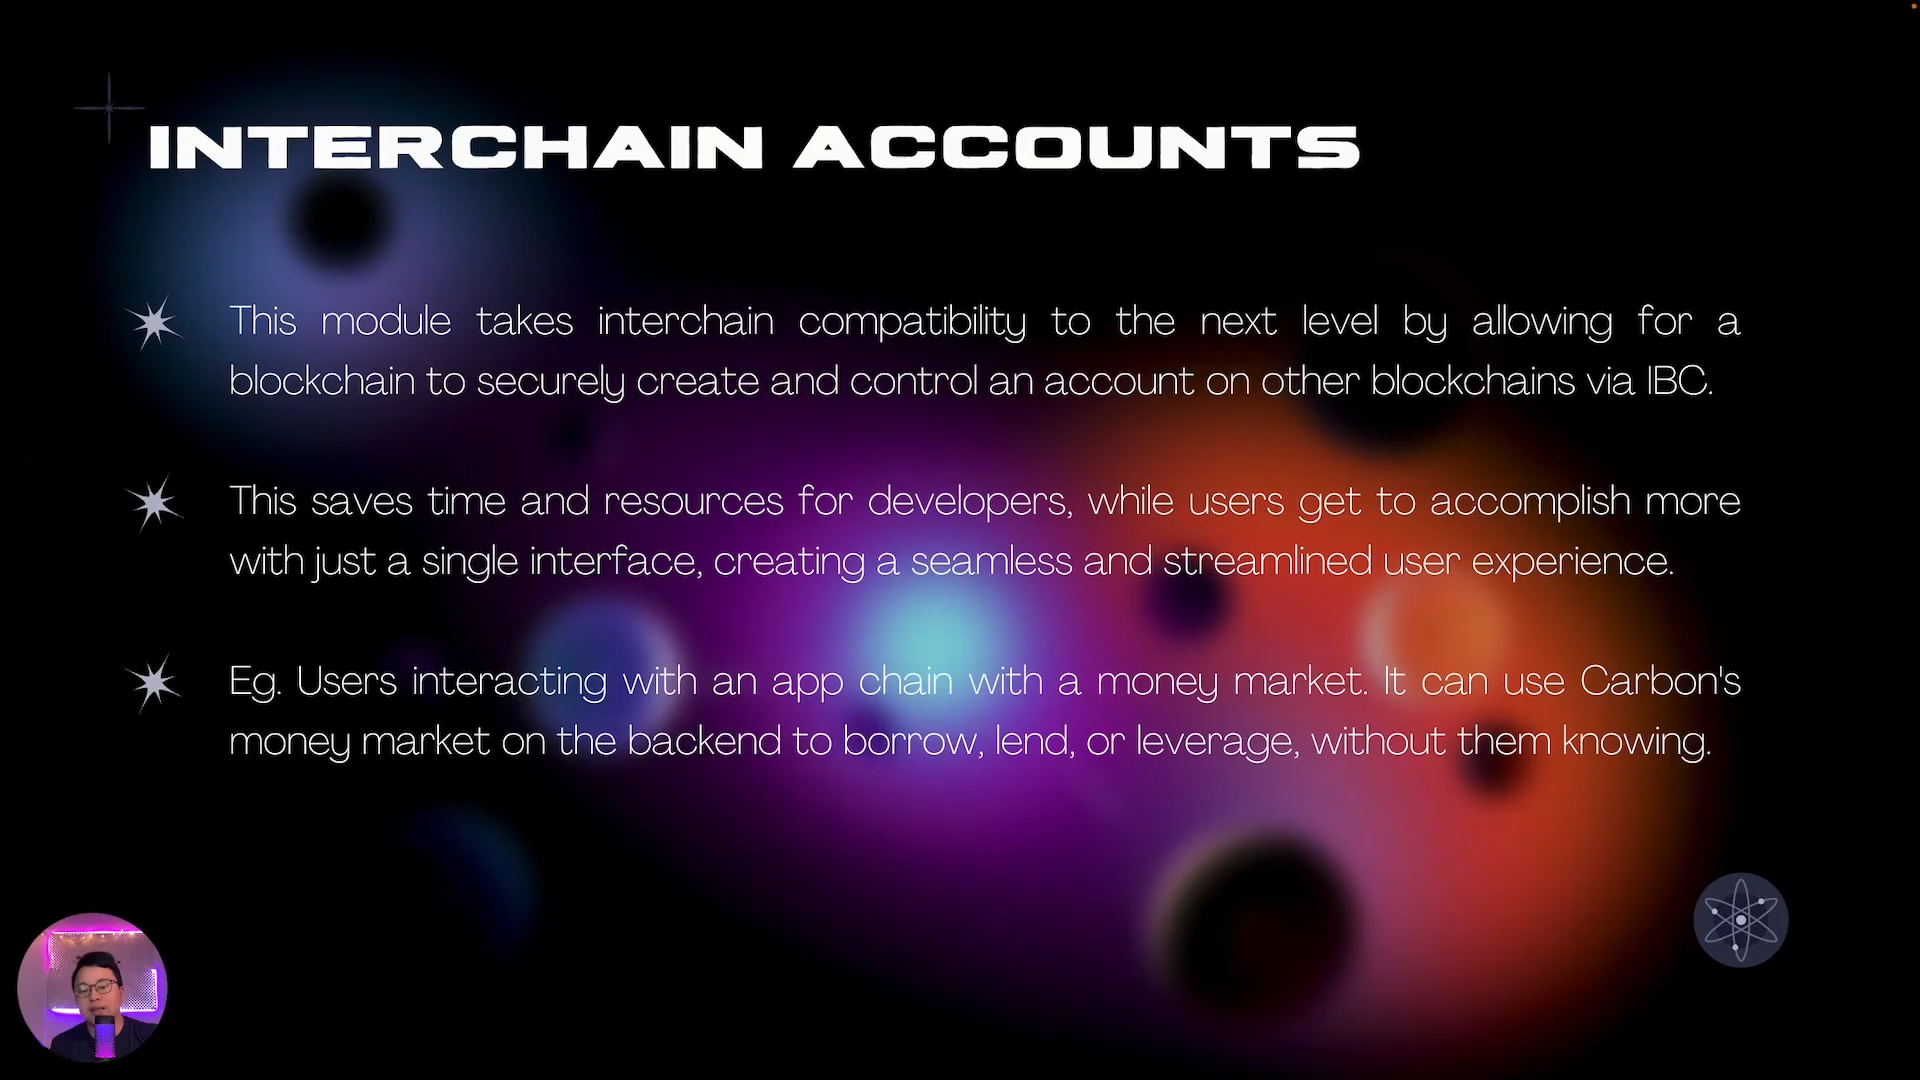 INTERCHAIN ACCOUNTS
This module takes interchain compatibility to the next level by allowing for a
blockchain to securely create and control an account on other blockchains via IBC.
This saves time and resources for developers, while users get to accomplish more
with just a single interface, creating a seamless and streamlined user experience.
Eg. Users interacting with an app chain with a money market. It can use Carbon's
money market on the backend to borrow, lend, or leverage, without them knowing.